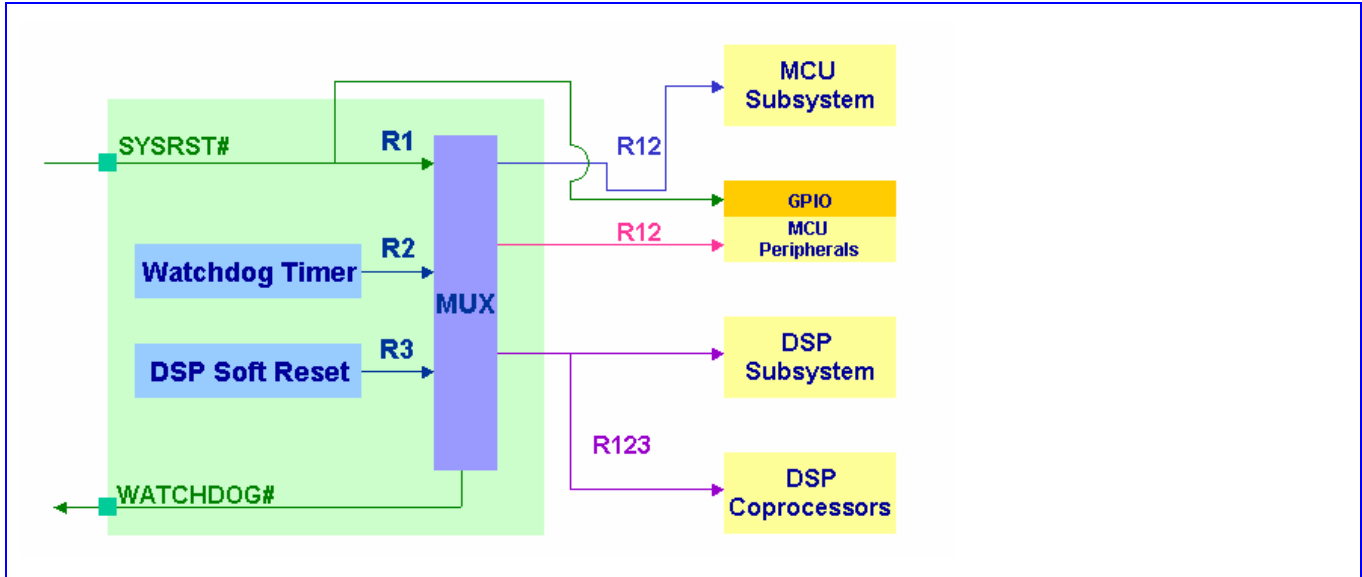 MCU
Subsystem
SYSRST#
R1
R12
GPIO
MCU
Peripherals
R12
R2
Watchdog Timer
MUX
R3
DSP Soft Reset
DSP
Subsystem
R123
DSP
Coprocessors
WATCHDOG#